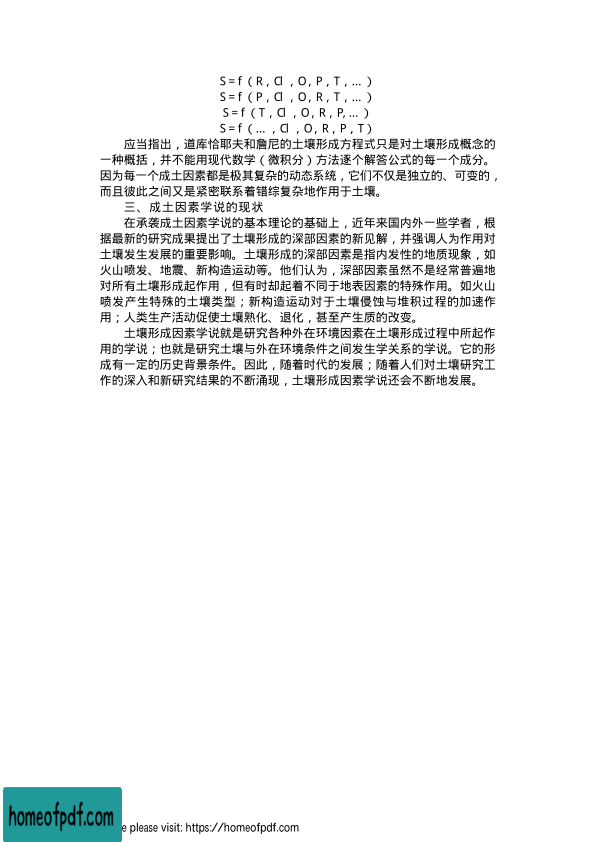 S=f（R，Cl，O，P，T，…）
S=f（P，Cl，O，R，T，…）
S=f（T，Cl，O，R，P，…）
S=f（…，Cl，O，R，P，T）
应当指出，道库恰耶夫和詹尼的土壤形成方程式只是对土壤形成概念的
一种概括，并不能用现代数学（微积分）方法逐个解答公式的每一个成分。
因为每一个成土因素都是极其复杂的动态系统，它们不仅是独立的、可变的，
而且彼此之间又是紧密联系着错综复杂地作用于土壤。
三、成土因素学说的现状
在承袭成土因素学说的基本理论的基础上，近年来国内外一些学者，根
据最新的研究成果提出了土壤形成的深部因素的新见解，并强调人为作用对
土壤发生发展的重要影响。土壤形成的深部因素是指内发性的地质现象，如
火山喷发、地震、新构造运动等。他们认为，深部因素虽然不是经常普遍地
对所有土壤形成起作用，但有时却起着不同于地表因素的特殊作用。如火山
喷发产生特殊的土壤类型；新构造运动对于土壤侵蚀与堆积过程的加速作
用；人类生产活动促使土壤熟化、退化，甚至产生质的改变。
土壤形成因素学说就是研究各种外在环境因素在土壤形成过程中所起作
用的学说；也就是研究土壤与外在环境条件之间发生学关系的学说。它的形
成有一定的历史背景条件。因此，随着时代的发展；随着人们对土壤研究工
作的深入和新研究结果的不断涌现，土壤形成因素学说还会不断地发展。
homeofpdf.com
please visit: https://homeofpdf.com